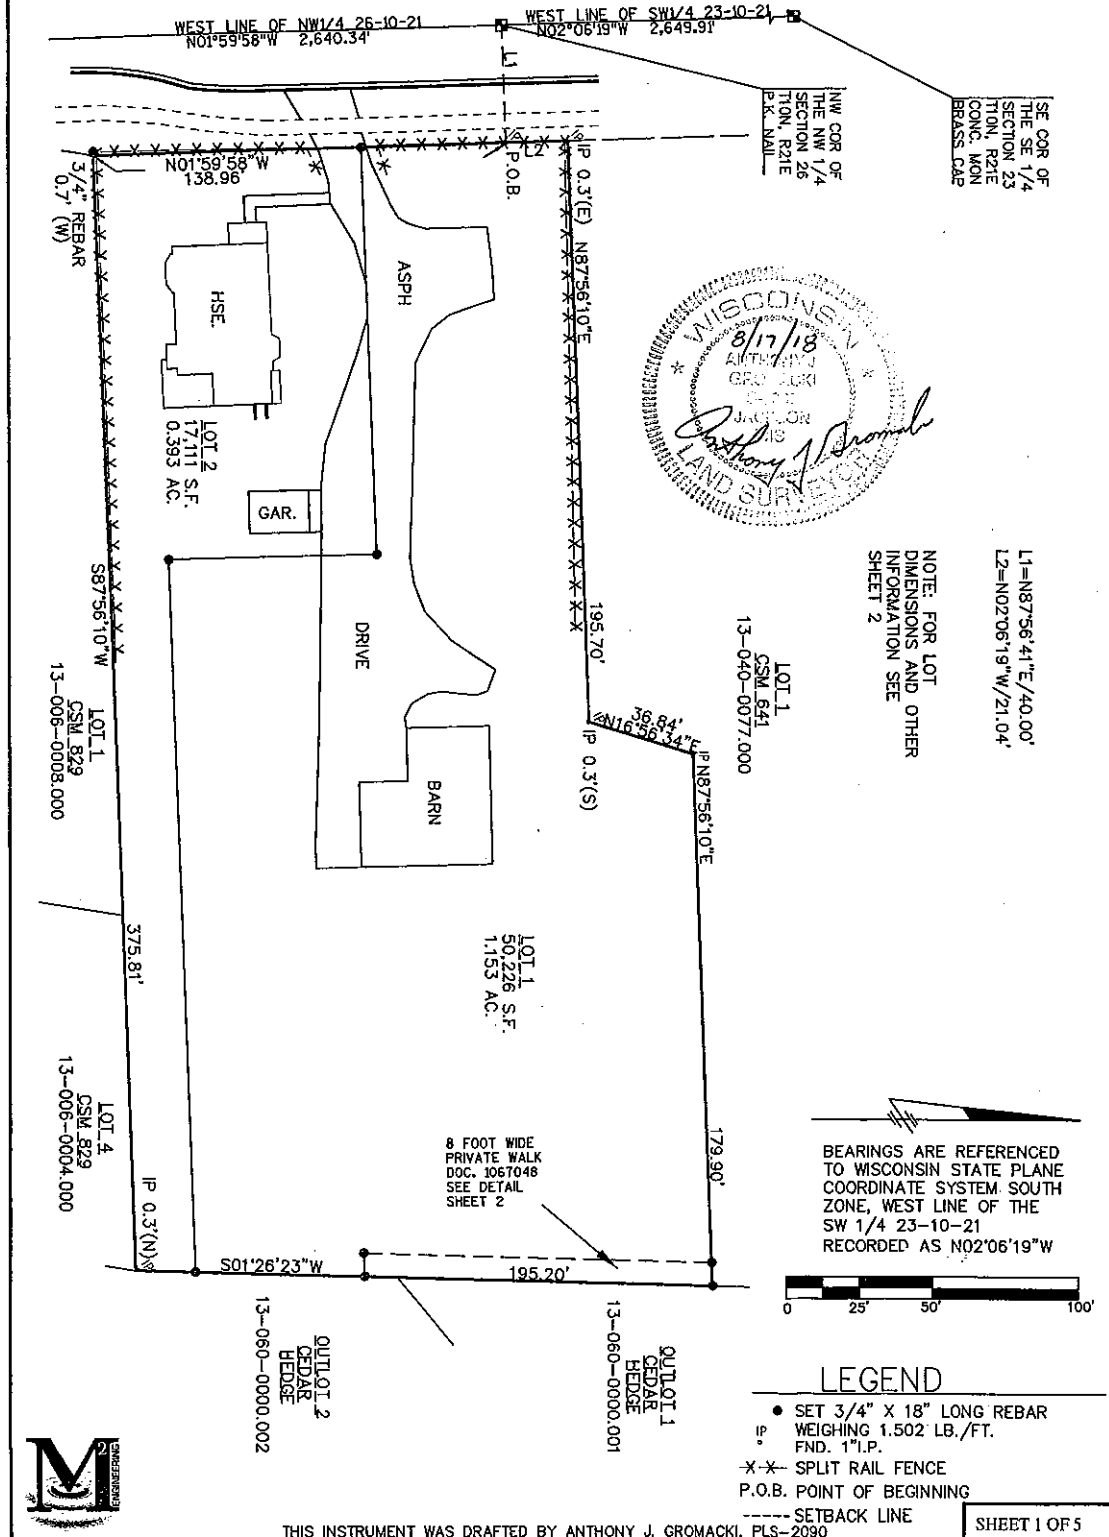 WEST LINE OF NW1/4 26-10-21
N01°59'58"W 2,640.34'
WEST LINE OF SW1/4 23-10-21
N02°06'19"W 2,649.91'
L1
NW COR OF
THE NW 1/4
SECTION 26
T10N, R21E
P.K. NAIL
SE COR OF
THE SE 1/4
SECTION 23
T10N, R21E
CONC. MON
BRASS CAP
N01°59'58"W
138.96'
L2
P.O.B.
IP 0.3'(E)
N87°56'10"E
3/4" REBAR
0.7' (W)
HSE.
ASPH
WISCONSIN
8/17/18
ANTHONY J
JACKSON
WIS
LAND SURVEYOR
Anthony J Gromacki
LOT 2
17,111 S.F.
0.393 AC.
GAR.
L1=N87°56'41"E/40.00'
L2=N02°06'19"W/21.04'
NOTE: FOR LOT
DIMENSIONS AND OTHER
INFORMATION SEE
SHEET 2
S87°56'10"W
DRIVE
195.70'
LOT 1
CSM 641
13-040-0077.000
36.84'
N16°56'34"E
IP 0.3'(S)
IP
N87°56'10"E
LOT 1
CSM 829
13-006-0008.000
BARN
375.81'
LOT 1
50,226 S.F.
1.153 AC.
LOT 4
CSM 829
13-006-0004.000
IP 0.3'(N)
8 FOOT WIDE
PRIVATE WALK
DOC. 1067048
SEE DETAIL
SHEET 2
179.90'
S01°26'23"W
195.20'
BEARINGS ARE REFERENCED
TO WISCONSIN STATE PLANE
COORDINATE SYSTEM SOUTH
ZONE, WEST LINE OF THE
SW 1/4 23-10-21
RECORDED AS N02°06'19"W
0 25' 50' 100'
OUTLOT 2
CEDAR
HEDGE
13-060-0000.002
OUTLOT 1
CEDAR
HEDGE
13-060-0000.001
LEGEND
SET 3/4" X 18" LONG REBAR
WEIGHING 1.502 LB./FT.
IP FND. 1"I.P.
-X-X- SPLIT RAIL FENCE
P.O.B. POINT OF BEGINNING
----- SETBACK LINE
M2
ENGINEERING
THIS INSTRUMENT WAS DRAFTED BY ANTHONY J. GROMACKI, PLS-2090
SHEET 1 OF 5